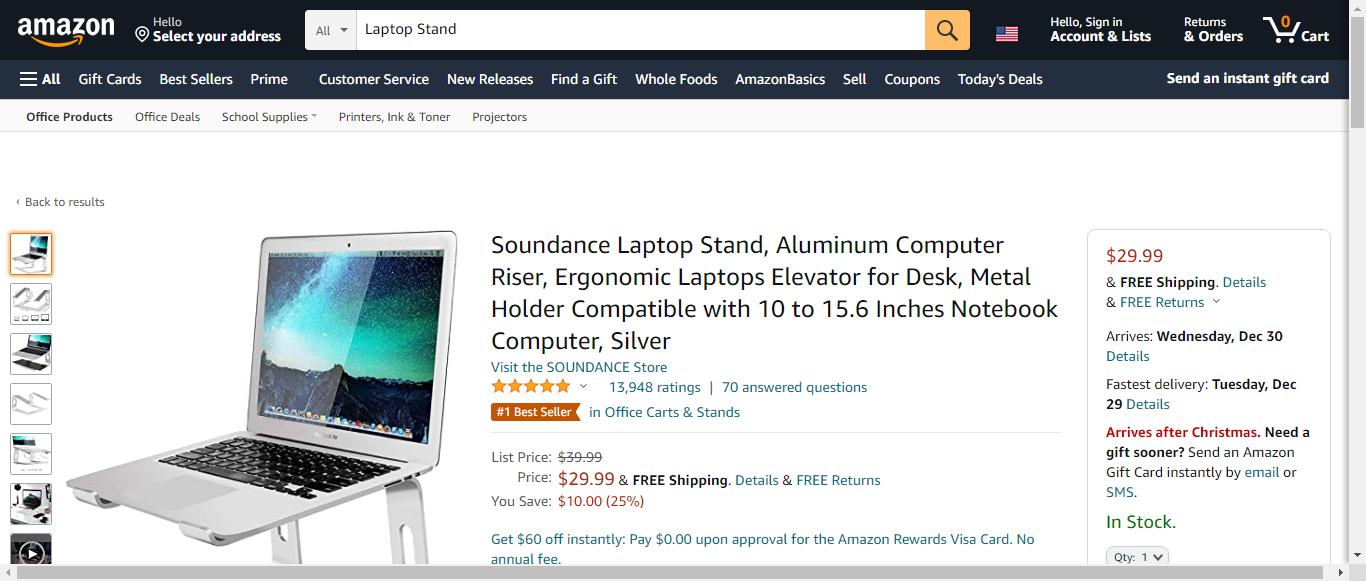 amazon
Hello
Select your address
All
Laptop Stand
Hello, Sign in
Account & Lists
Returns
& Orders
0
Cart
All
Gift Cards
Best Sellers
Prime
Customer Service
New Releases
Find a Gift
Whole Foods
AmazonBasics
Sell
Coupons
Today's Deals
Send an instant gift card
Office Products
Office Deals
School Supplies
Printers, Ink & Toner
Projectors
‹ Back to results
Soundance Laptop Stand, Aluminum Computer
Riser, Ergonomic Laptops Elevator for Desk, Metal
Holder Compatible with 10 to 15.6 Inches Notebook
Computer, Silver
Visit the SOUNDANCE Store
13,948 ratings | 70 answered questions
#1 Best Seller in Office Carts & Stands
List Price: $39.99
Price: $29.99 & FREE Shipping. Details & FREE Returns
You Save: $10.00 (25%)
Get $60 off instantly: Pay $0.00 upon approval for the Amazon Rewards Visa Card. No
annual fee.
$29.99
& FREE Shipping. Details
& FREE Returns
Arrives: Wednesday, Dec 30
Details
Fastest delivery: Tuesday, Dec
29 Details
Arrives after Christmas. Need a
gift sooner? Send an Amazon
Gift Card instantly by email or
SMS.
In Stock.
Qty: 1